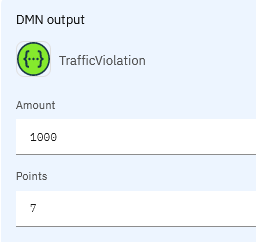 DMN output
{···} TrafficViolation
Amount
1000
Points
7